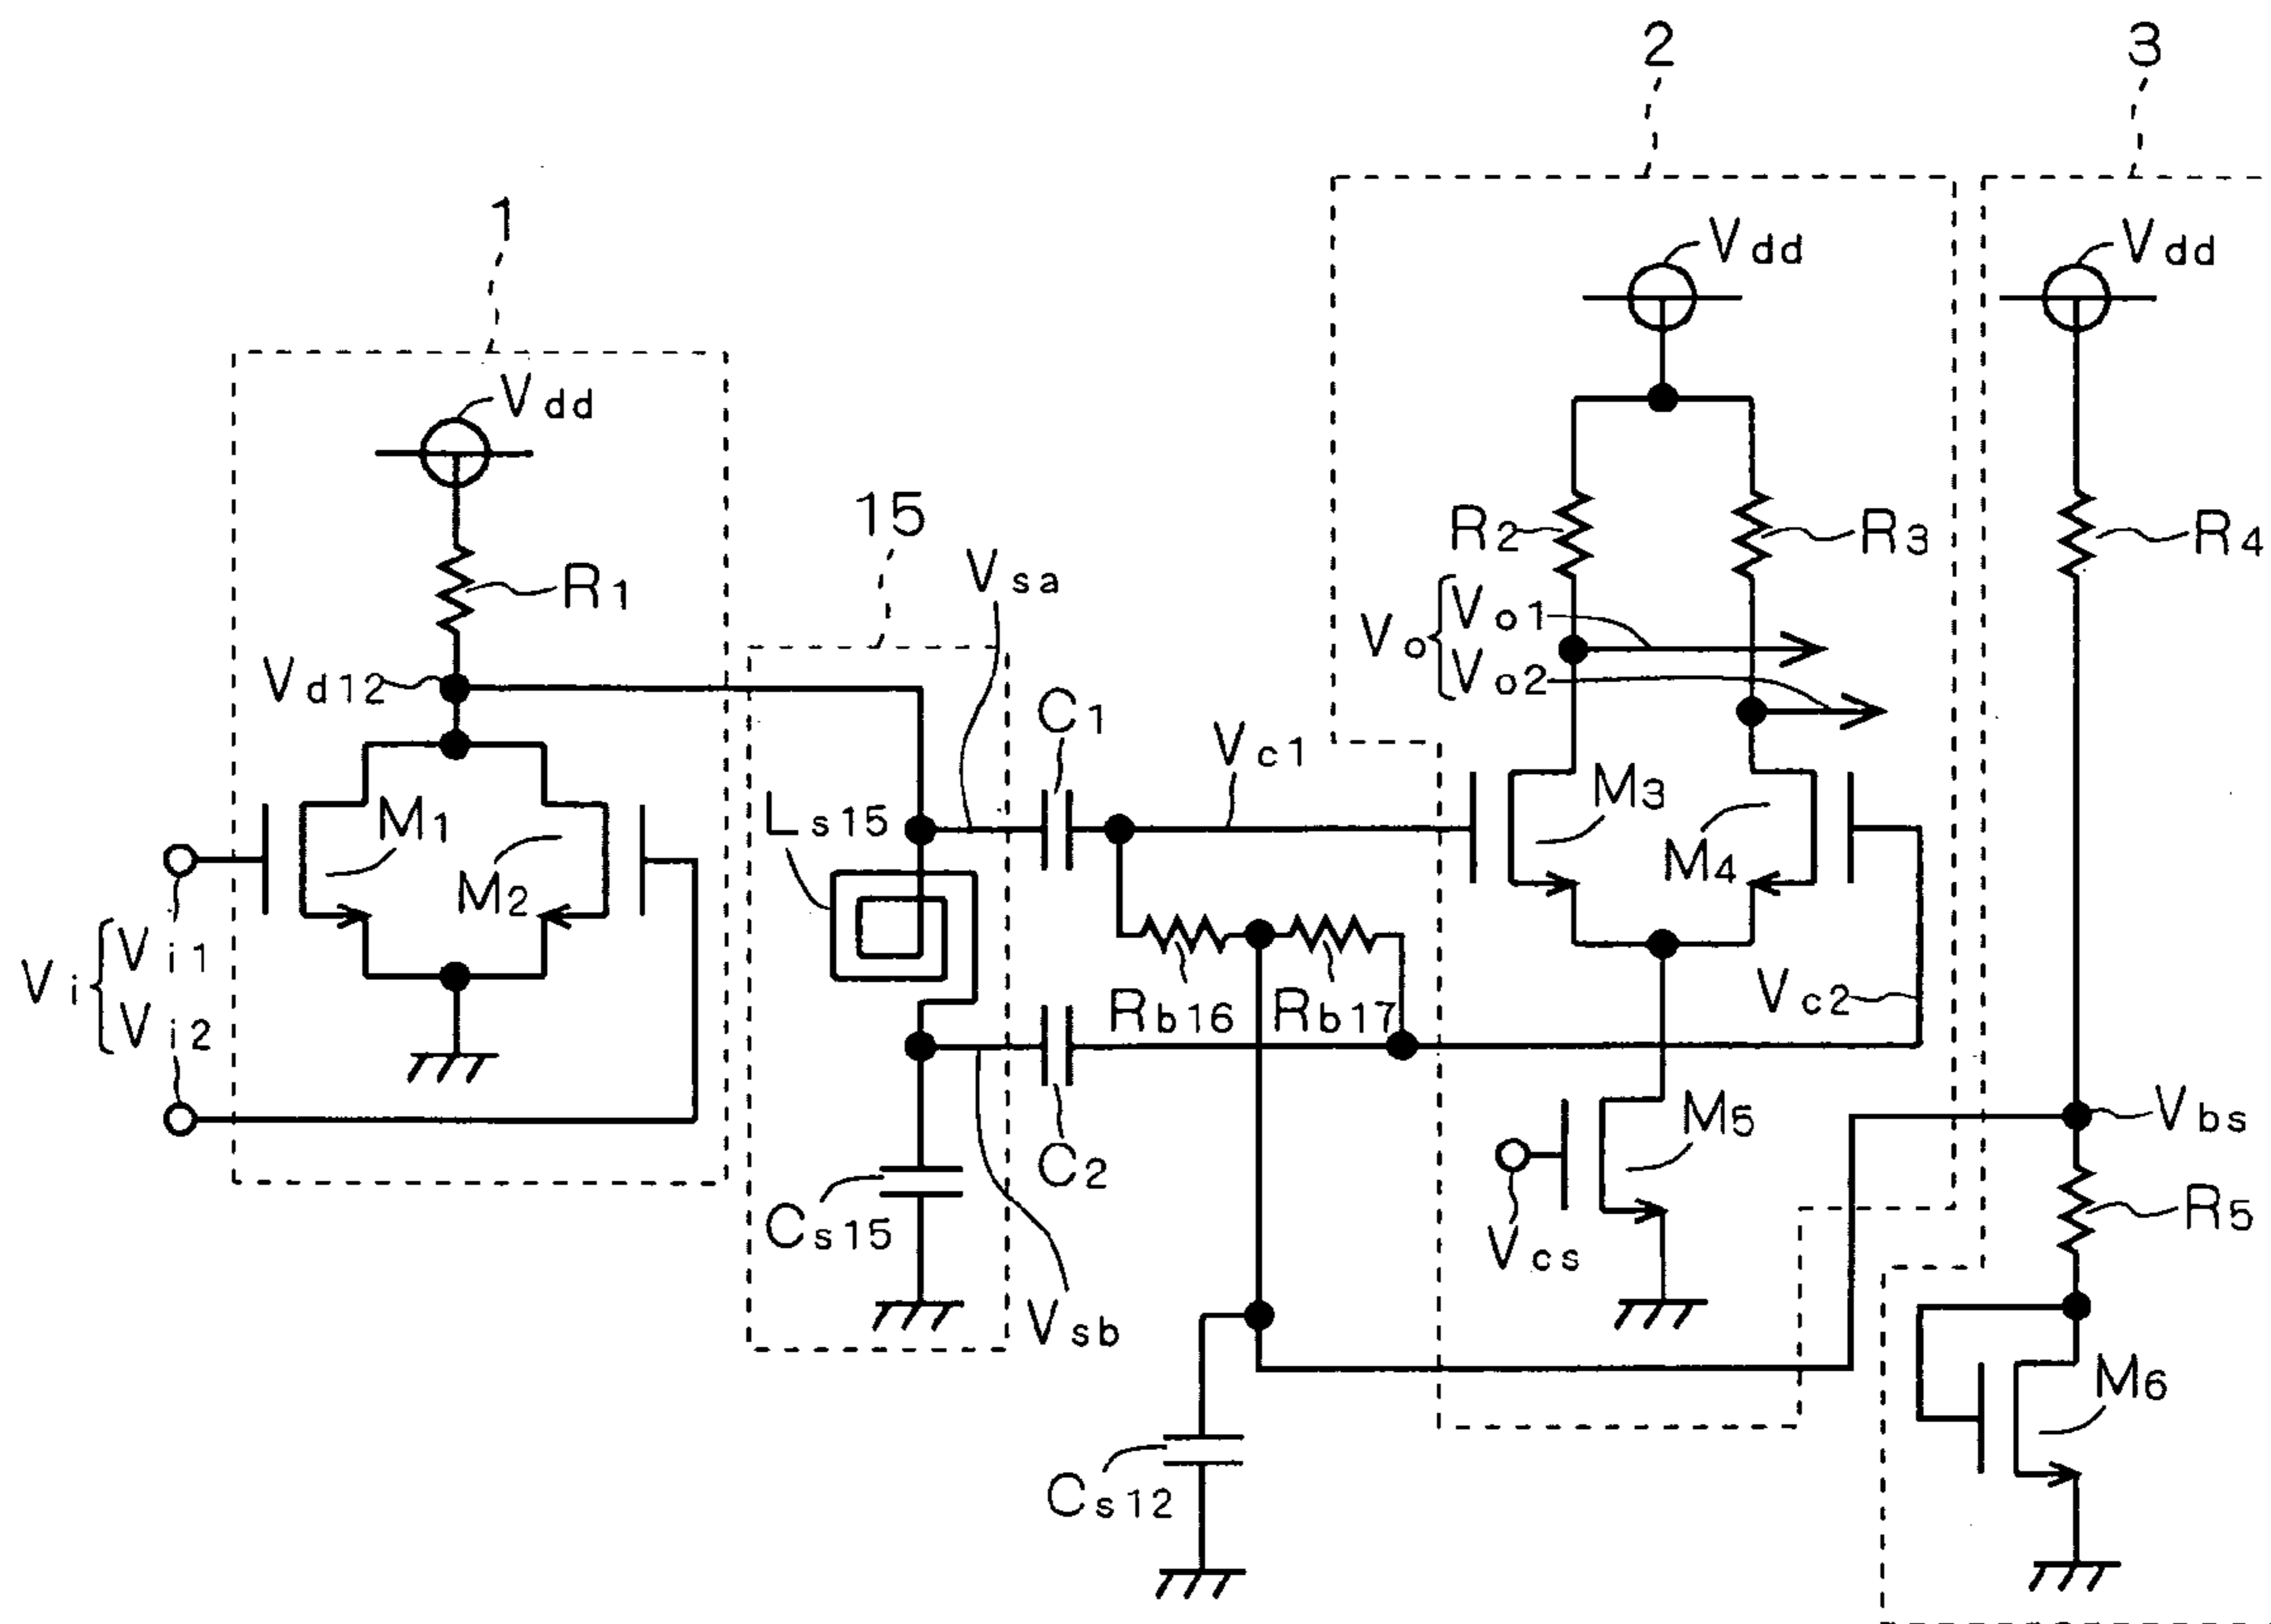 2
3
1
Vdd
Vdd
Vdd
15
Vsa
R2
R3
R4
R1
Vo
Vo1
Vo2
Vd12
C1
Vc1
Ls15
M1
M2
M3
M4
Vi
Vi1
Vi2
Rb16
Rb17
Vc2
Vbs
M5
C2
Cs15
Vcs
R5
Vsb
M6
Cs12